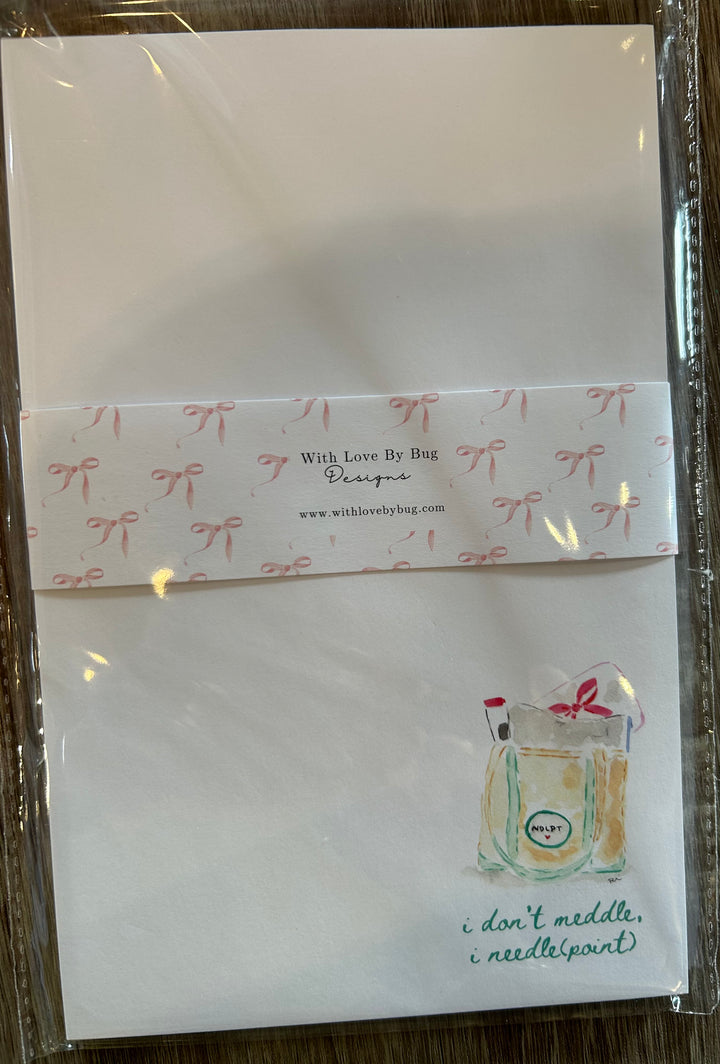 With Love By Bug
Designs
www.withlovebybug.com
NDLPT
i don't meddle,
i needle(point)